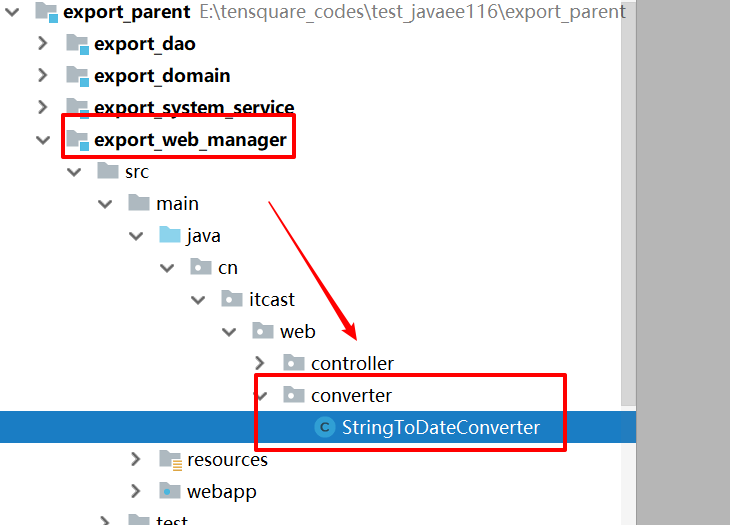 export_parent E:\tensquare_codes\test_javaee116\export_parent
export_dao
export_domain
export_system_service
export_web_manager
src
main
java
cn
itcast
web
controller
converter
C StringToDateConverter
resources
webapp
test